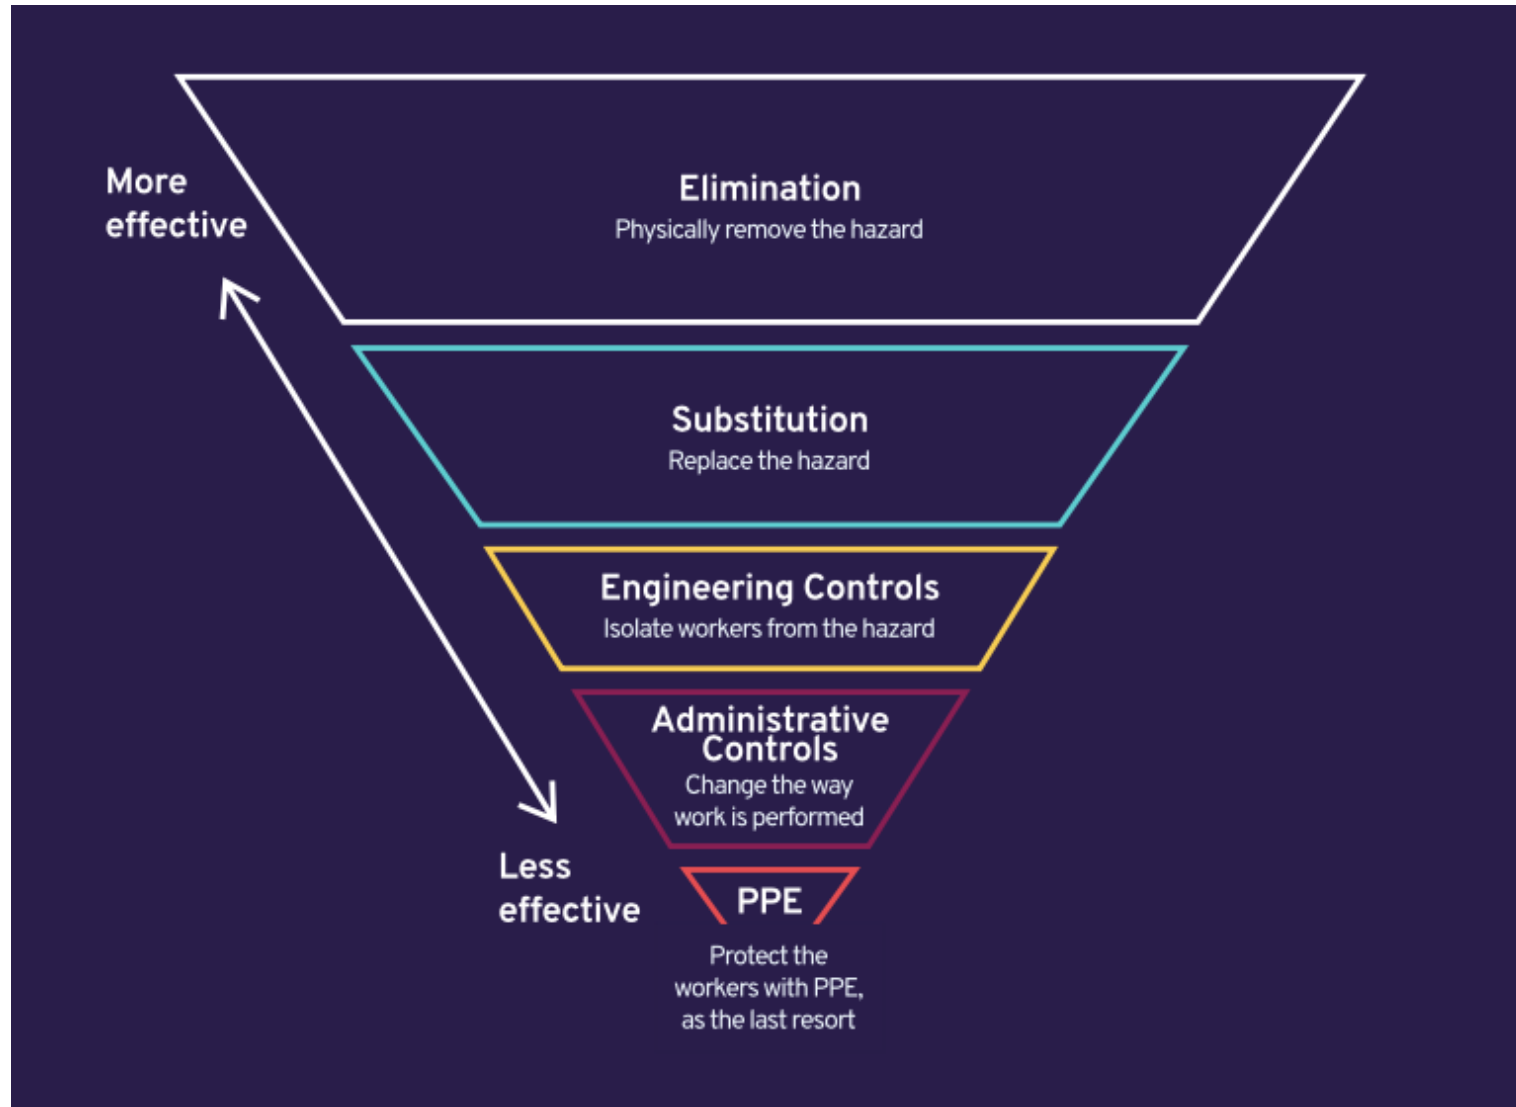 More
effective
Elimination
Physically remove the hazard
Substitution
Replace the hazard
Engineering Controls
Isolate workers from the hazard
Administrative
Controls
Change the way
work is performed
Less
effective
PPE
Protect the
workers with PPE,
as the last resort